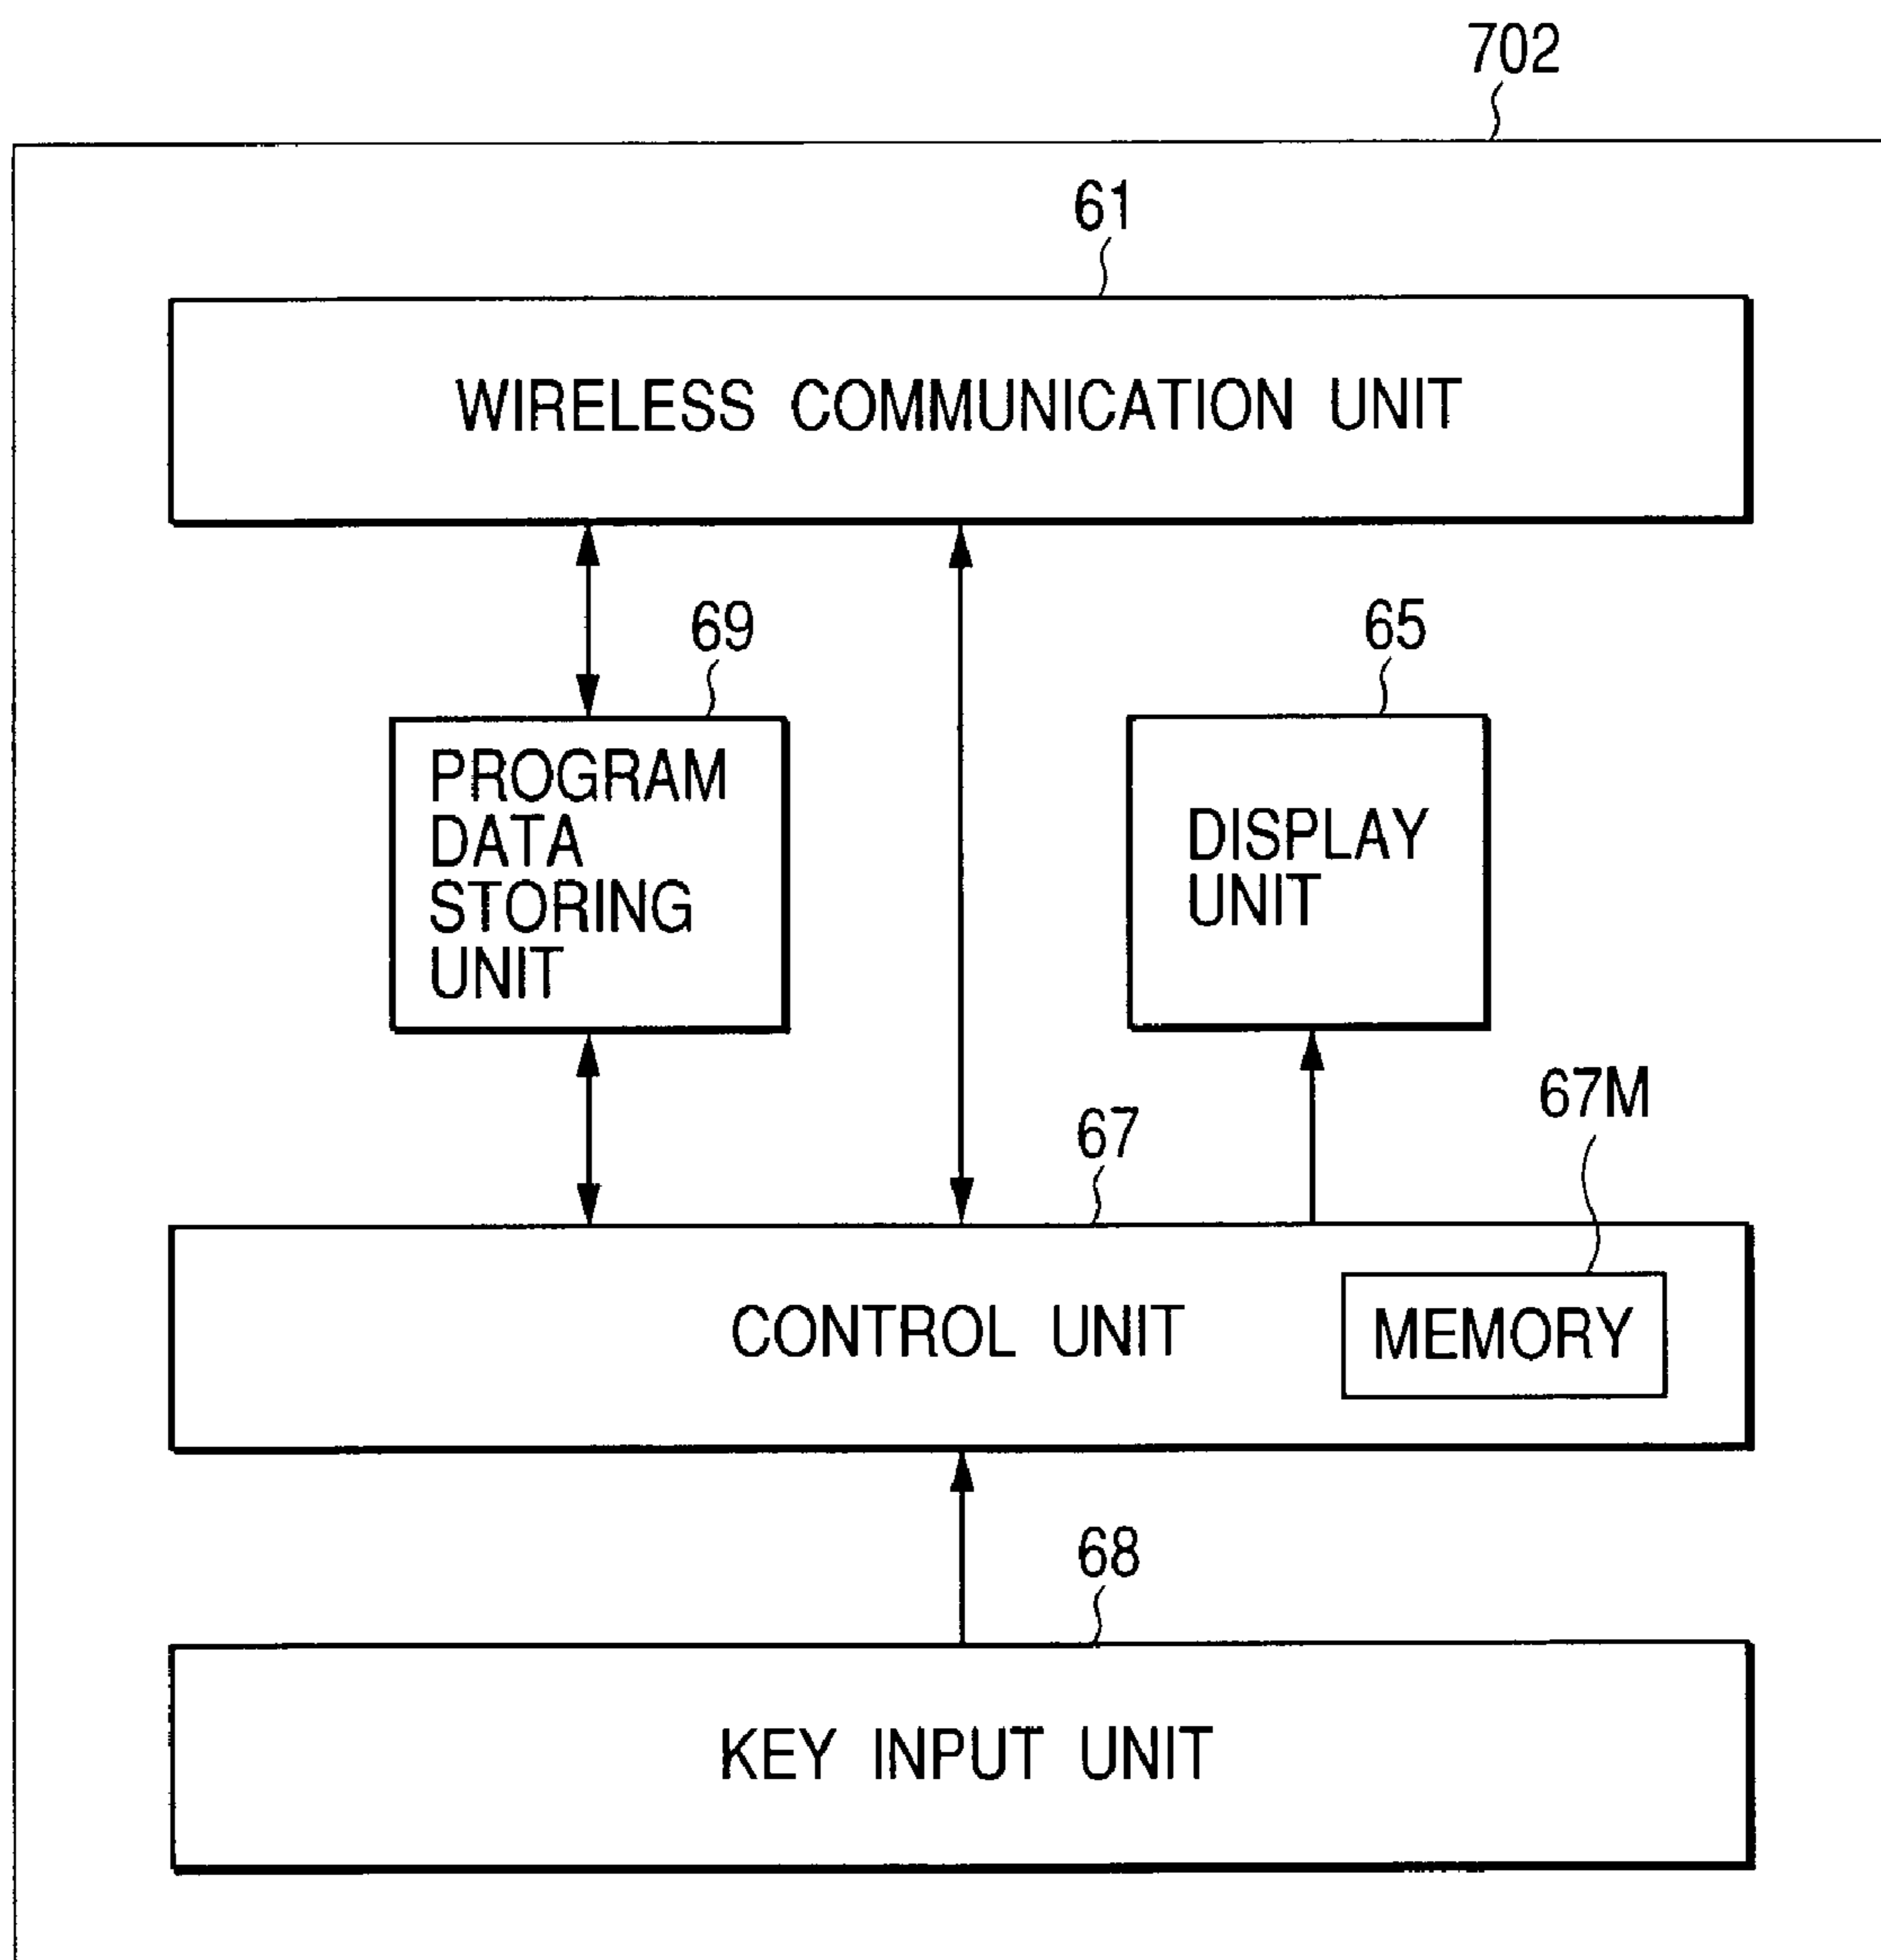 702
61
WIRELESS COMMUNICATION UNIT
69
65
PROGRAM
DATA
STORING
UNIT
DISPLAY
UNIT
67M
67
CONTROL UNIT
MEMORY
68
KEY INPUT UNIT